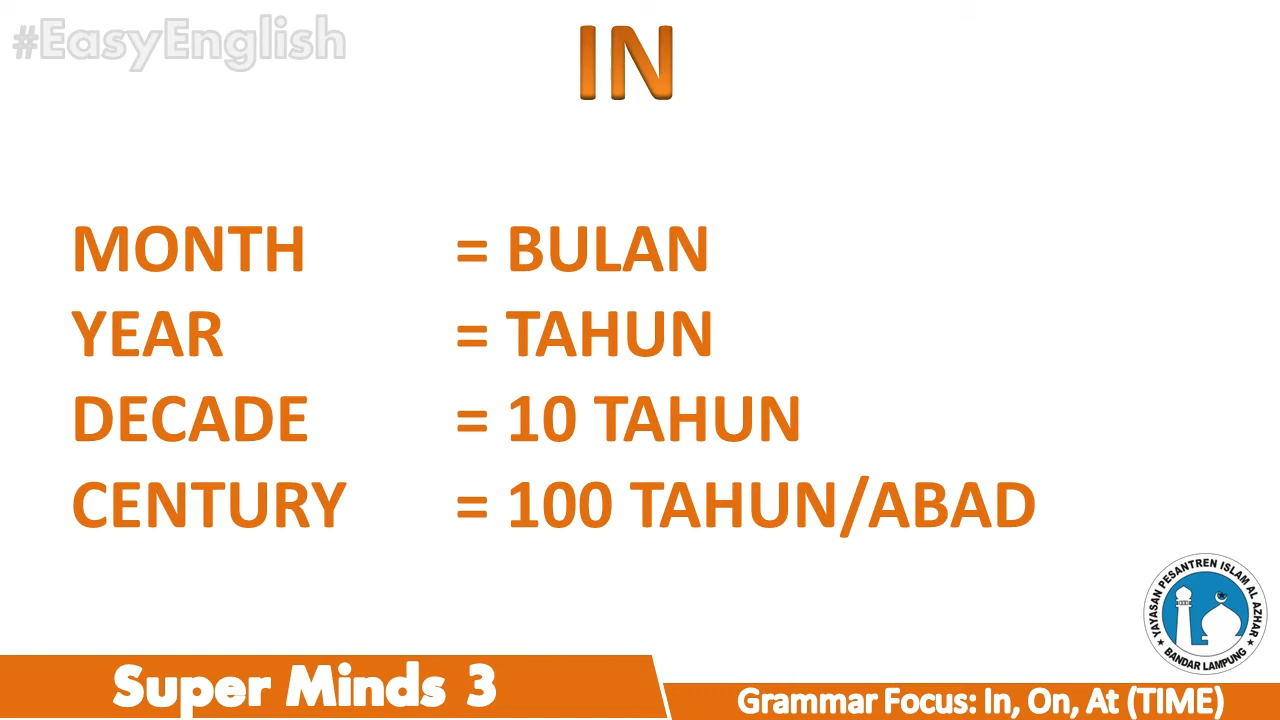 #EasyEnglish
IN
MONTH = BULAN
YEAR = TAHUN
DECADE = 10 TAHUN
CENTURY = 100 TAHUN/ABAD
YAYASAN PESANTREN ISLAM AL AZHAR
★ BANDAR LAMPUNG ★
Super Minds 3
Grammar Focus: In, On, At (TIME)